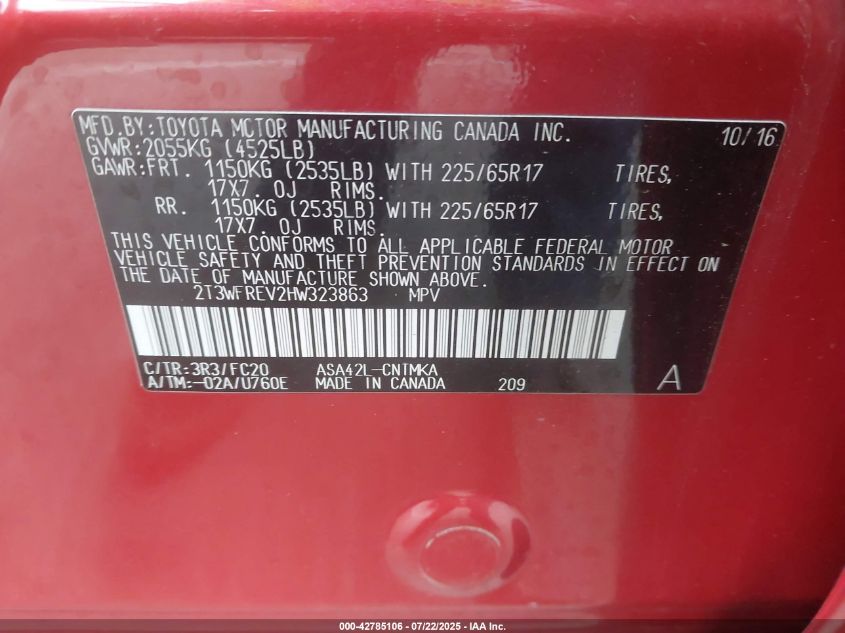 MFD.BY:TOYOTA MOTOR MANUFACTURING CANADA INC. 10/16
GVWR:2055KG (4525LB)
GAWR:FRT. 1150KG (2535LB) WITH 225/65R17 TIRES,
17X7.0J RIMS.
RR. 1150KG (2535LB) WITH 225/65R17 TIRES,
17X7.0J RIMS.
THIS VEHICLE CONFORMS TO ALL APPLICABLE FEDERAL MOTOR
VEHICLE SAFETY AND THEFT PREVENTION STANDARDS IN EFFECT ON
THE DATE OF MANUFACTURE SHOWN ABOVE.
2T3WFREV2HW323863 MPV
C/TR:3R3/FC20 ASA42L-CNTMKA
A/TM:-02A/U760E MADE IN CANADA 209 A
000-42785106 - 07/22/2025 - IAA Inc.